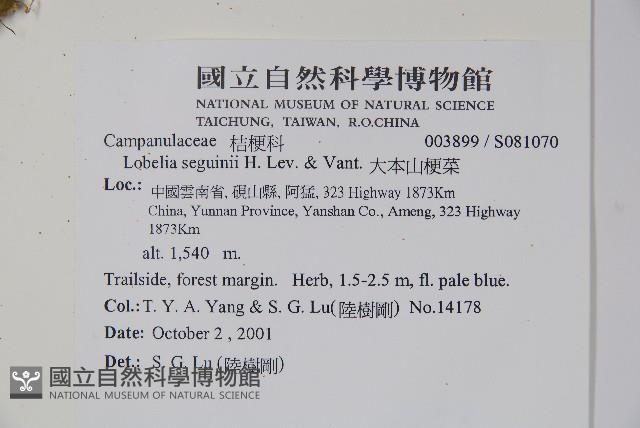 國立自然科學博物館
NATIONAL MUSEUM OF NATURAL SCIENCE
TAICHUNG, TAIWAN, R.O.CHINA
Campanulaceae 桔梗科 003899 / S081070
Lobelia seguinii H. Lev. & Vant. 大本山梗菜
Loc.: 中國雲南省, 硯山縣, 阿猛, 323 Highway 1873Km
China, Yunnan Province, Yanshan Co., Ameng, 323 Highway
1873Km
alt. 1,540 m.
Trailside, forest margin. Herb, 1.5-2.5 m, fl. pale blue.
Col.: T. Y. A. Yang & S. G. Lu(陸樹剛) No.14178
Date: October 2 , 2001
Det.: S. G. Lu (陸樹剛)
國立自然科學博物館
NATIONAL MUSEUM OF NATURAL SCIENCE